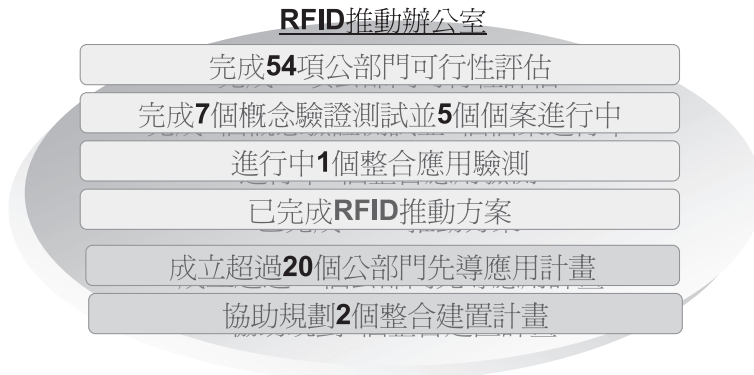 RFID推動辦公室
完成54項公部門可行性評估
完成7個概念驗證測試並5個個案進行中
進行中1個整合應用驗測
已完成RFID推動方案
成立超過20個公部門先導應用計畫
協助規劃2個整合建置計畫